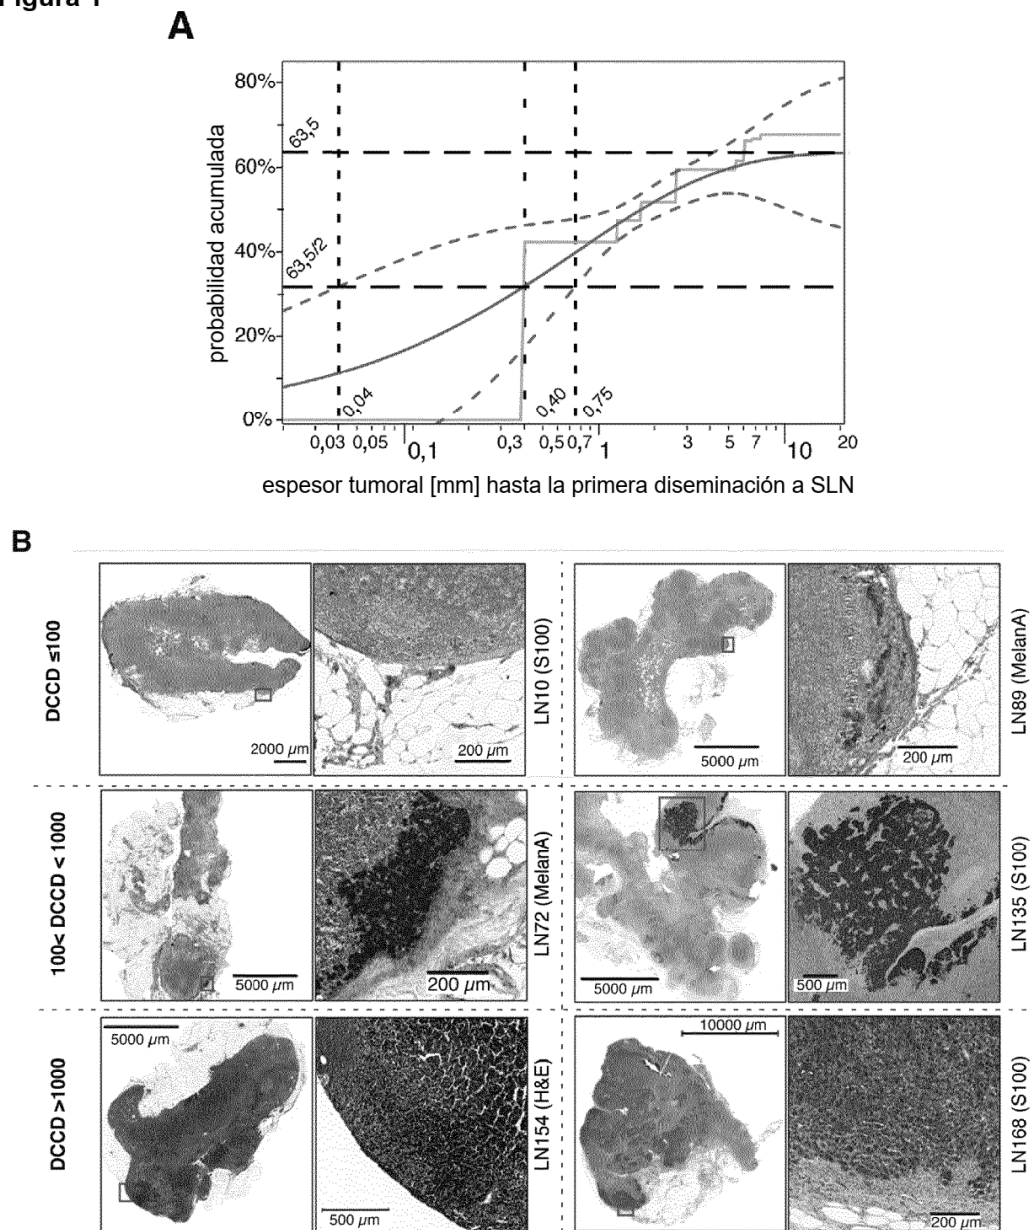 Figura 1
A
80%
60%
40%
20%
0%
probabilidad acumulada
63,5
63,5/2
0,04
0,40
0,75
0,03 0,05 0,1 0,3 0,5 0,7 1 3 5 7 10 20
espesor tumoral [mm] hasta la primera diseminación a SLN
B
DCCD ≤100
2000 µm
200 µm
LN10 (S100)
5000 µm
200 µm
LN89 (MelanA)
100< DCCD < 1000
5000 µm
200 µm
LN72 (MelanA)
5000 µm
500 µm
LN135 (S100)
DCCD >1000
5000 µm
500 µm
LN154 (H&E)
10000 µm
200 µm
LN168 (S100)